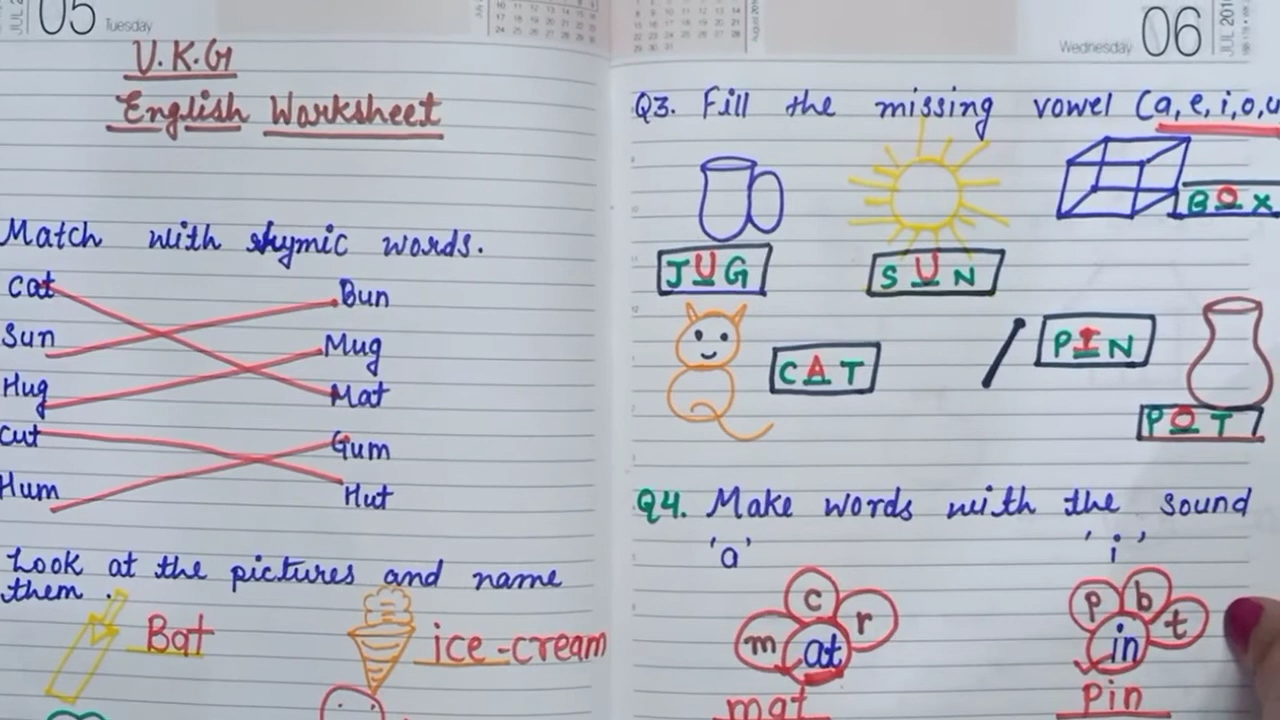 05 Tuesday
U.K.G
English Worksheet
Match with rhymic words.
Cat Bun
Sun Mug
Hug Mat
Cut Gum
Hum Hut
Look at the pictures and name
them.
Bat ice-cream
Wednesday 06
Q3. Fill the missing vowel (a, e, i, o, u
JUG SUN BOX
CAT PIN POT
Q4. Make words with the sound
'a' 'i'
c p b
m at r in t
mat pin